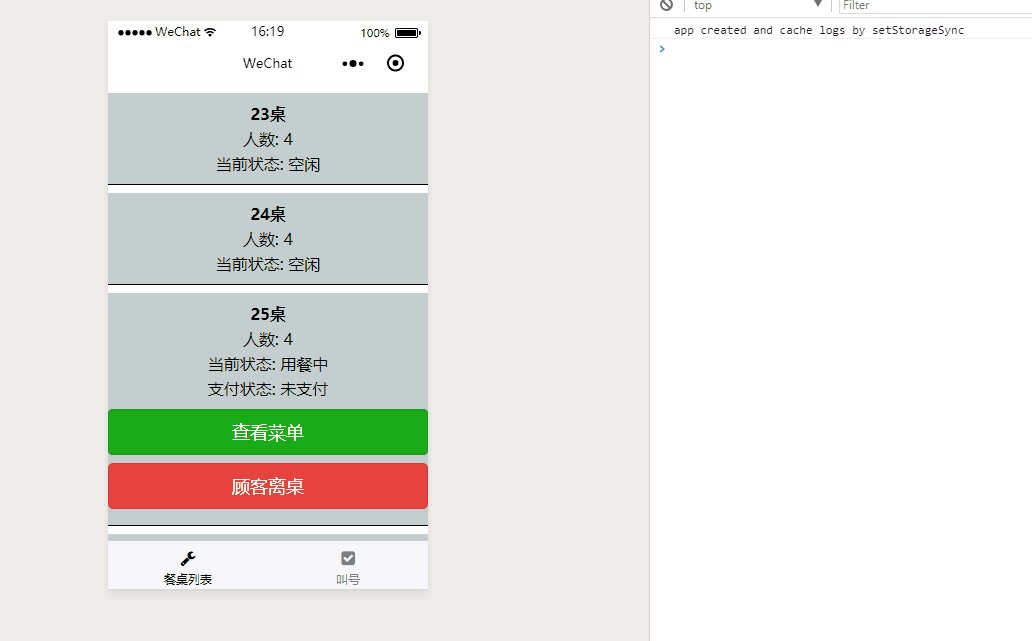 WeChat 16:19 100%
WeChat
23桌
人数: 4
当前状态: 空闲
24桌
人数: 4
当前状态: 空闲
25桌
人数: 4
当前状态: 用餐中
支付状态: 未支付
查看菜单
顾客离桌
餐桌列表 叫号
top Filter
app created and cache logs by setStorageSync